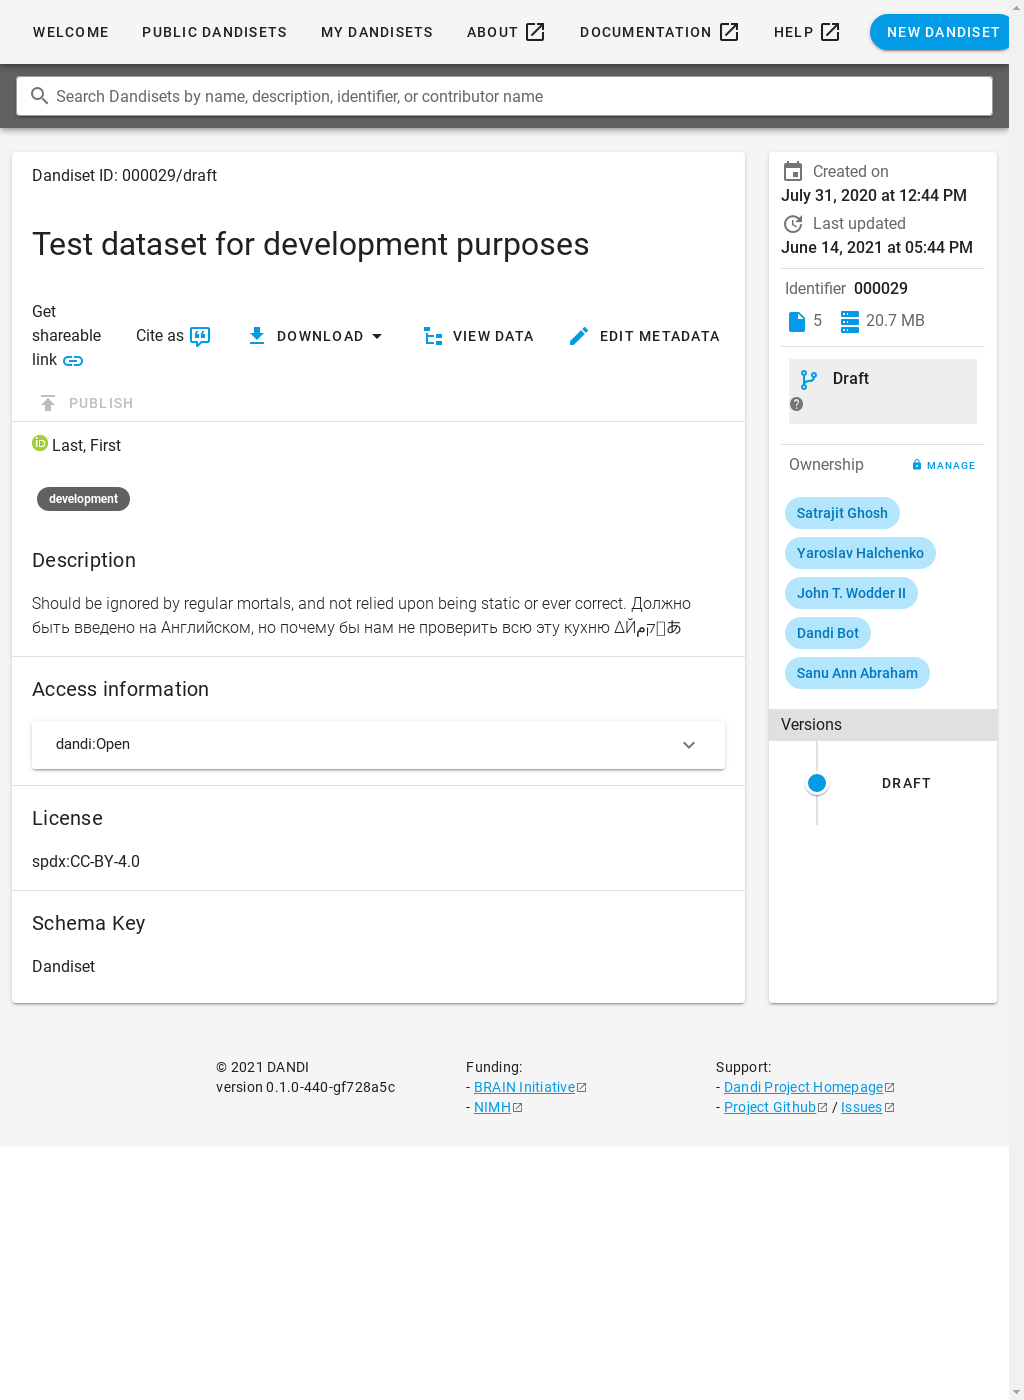 WELCOME PUBLIC DANDISETS MY DANDISETS ABOUT DOCUMENTATION HELP NEW DANDISET
Search Dandisets by name, description, identifier, or contributor name
Dandiset ID: 000029/draft
Test dataset for development purposes
Get shareable link
Cite as
DOWNLOAD
VIEW DATA
EDIT METADATA
PUBLISH
iD Last, First
development
Description
Should be ignored by regular mortals, and not relied upon being static or ever correct. Должно
быть введено на Английском, но почему бы нам не проверить всю эту кухню ΔЙ
Access information
dandi:Open
License
spdx:CC-BY-4.0
Schema Key
Dandiset
Created on
July 31, 2020 at 12:44 PM
Last updated
June 14, 2021 at 05:44 PM
Identifier 000029
5 20.7 MB
Draft
Ownership MANAGE
Satrajit Ghosh
Yaroslav Halchenko
John T. Wodder II
Dandi Bot
Sanu Ann Abraham
Versions
DRAFT
© 2021 DANDI
version 0.1.0-440-gf728a5c
Funding:
- BRAIN Initiative
- NIMH
Support:
- Dandi Project Homepage
- Project Github / Issues